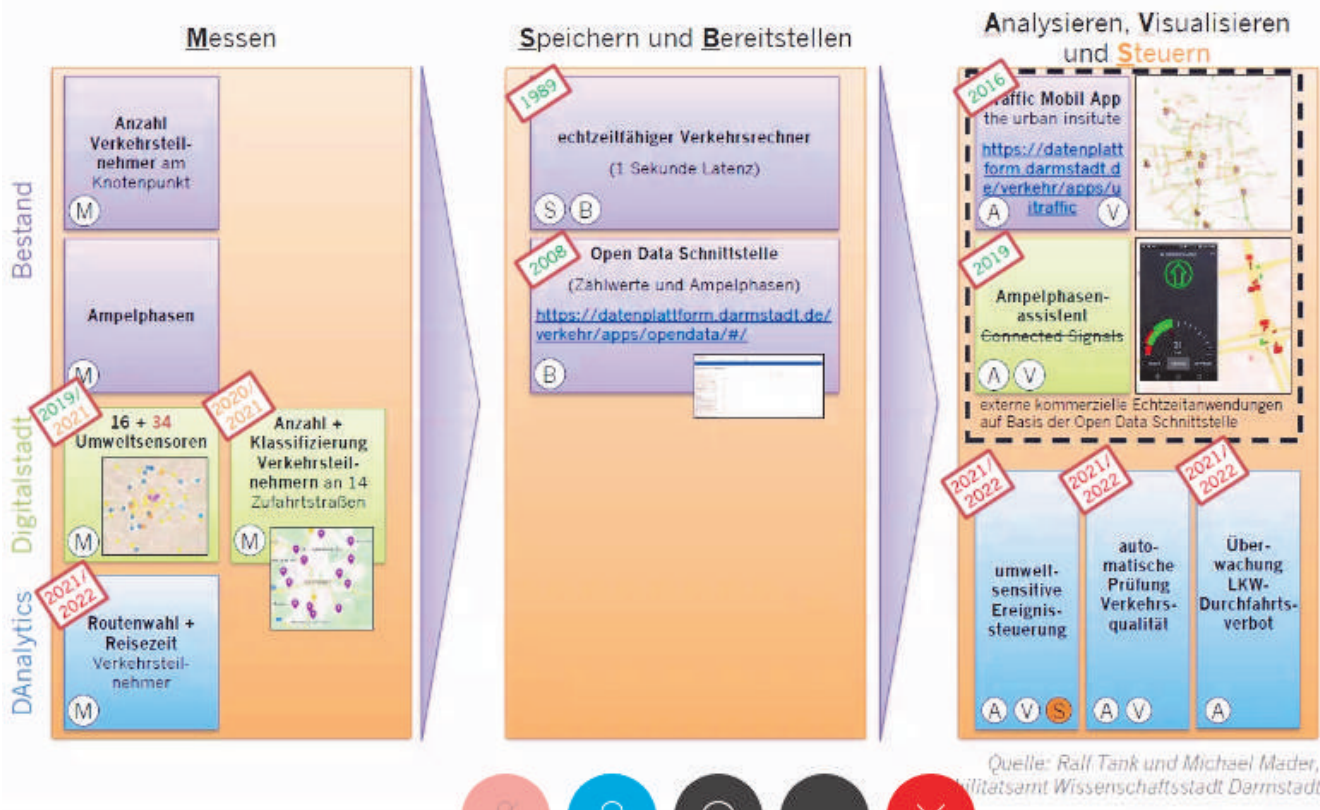 Messen
Speichern und Bereitstellen
Analysieren, Visualisieren
und Steuern
Bestand
Digitalstadt
DAnalytics
Anzahl
Verkehrsteil-
nehmer am
Knotenpunkt
M
Ampelphasen
M
2019/
2021
16 + 34
Umweltsensoren
M
2020/
2021
Anzahl +
Klassifizierung
Verkehrsteil-
nehmern an 14
Zufahrtstraßen
M
2021/
2022
Routenwahl +
Reisezeit
Verkehrsteil-
nehmer
M
1989
echtzeitfähiger Verkehrsrechner
(1 Sekunde Latenz)
S B
2008
Open Data Schnittstelle
(Zählwerte und Ampelphasen)
https://datenplattform.darmstadt.de/
verkehr/apps/opendata/#/
B
2016
raffic Mobil App
the urban insitute
https://datenplatt
form.darmstadt.d
e/verkehr/apps/u
itraffic
A V
2019
Ampelphasen-
assistent
Connected Signals
A V
externe kommerzielle Echtzeitanwendungen
auf Basis der Open Data Schnittstelle
2021/
2022
umwelt-
sensitive
Ereignis-
steuerung
A V S
2021/
2022
auto-
matische
Prüfung
Verkehrs-
qualität
A V
2021/
2022
Über-
wachung
LKW-
Durchfahrts-
verbot
A
Quelle: Ralf Tank und Michael Mader,
bilitätsamt Wissenschaftsstadt Darmstadt